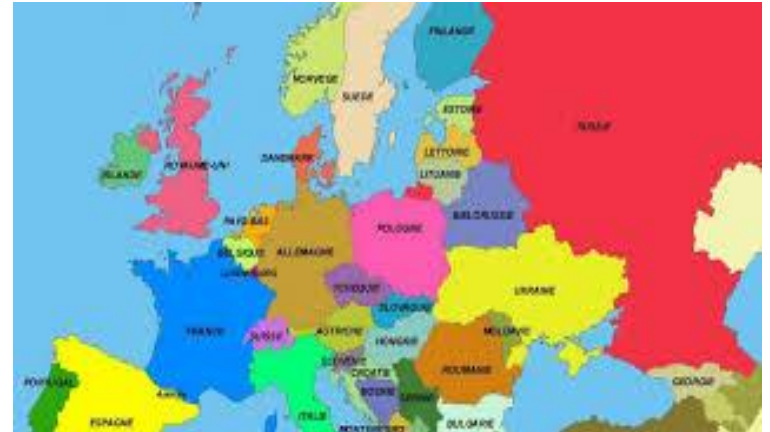 FINLANDE
NORVEGE
SUEDE
ESTONIE
RUSSIE
LETTONIE
DANEMARK
LITUANIE
ROYAUME-UNI
IRLANDE
BIELORUSSIE
PAYS-BAS
POLOGNE
BELGIQUE
ALLEMAGNE
LUXEMBOURG
TCHEQUIE
UKRAINE
SLOVAQUIE
FRANCE
SUISSE
AUTRICHE
MOLDAVIE
HONGRIE
SLOVENIE
CROATIE
ROUMANIE
PORTUGAL
GEORGIE
BOSNIE
SERBIE
ESPAGNE
ITALIE
BULGARIE
MONTENEGRO